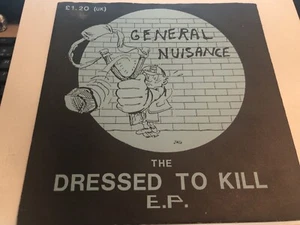 £1.20 (UK)
GENERAL
NUISANCE
THE
DRESSED TO KILL
E.P.